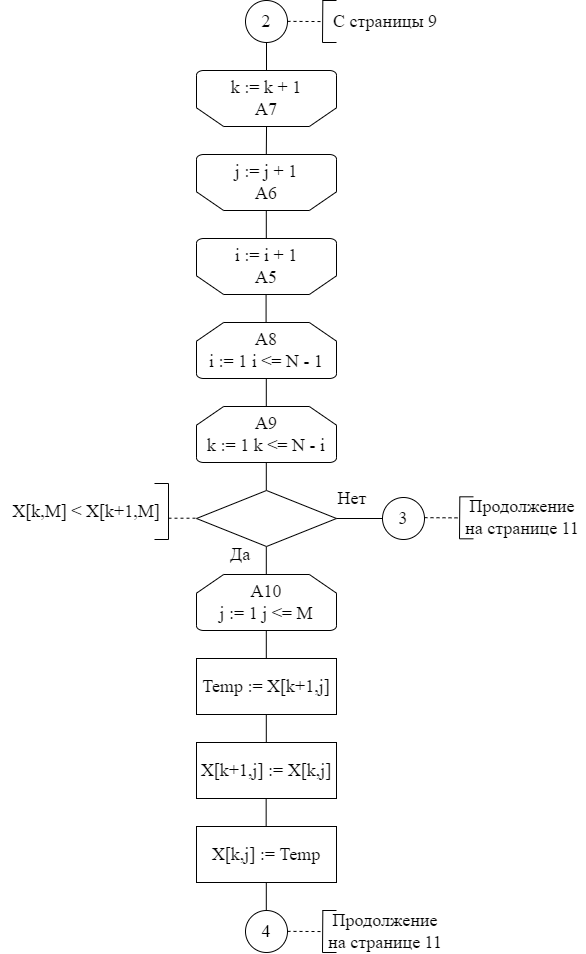 2
С страницы 9
k := k + 1
A7
j := j + 1
A6
i := i + 1
A5
A8
i := 1 i <= N - 1
A9
k := 1 k <= N - i
X[k,M] < X[k+1,M]
Нет
3
Продолжение
на странице 11
Да
A10
j := 1 j <= M
Temp := X[k+1,j]
X[k+1,j] := X[k,j]
X[k,j] := Temp
4
Продолжение
на странице 11